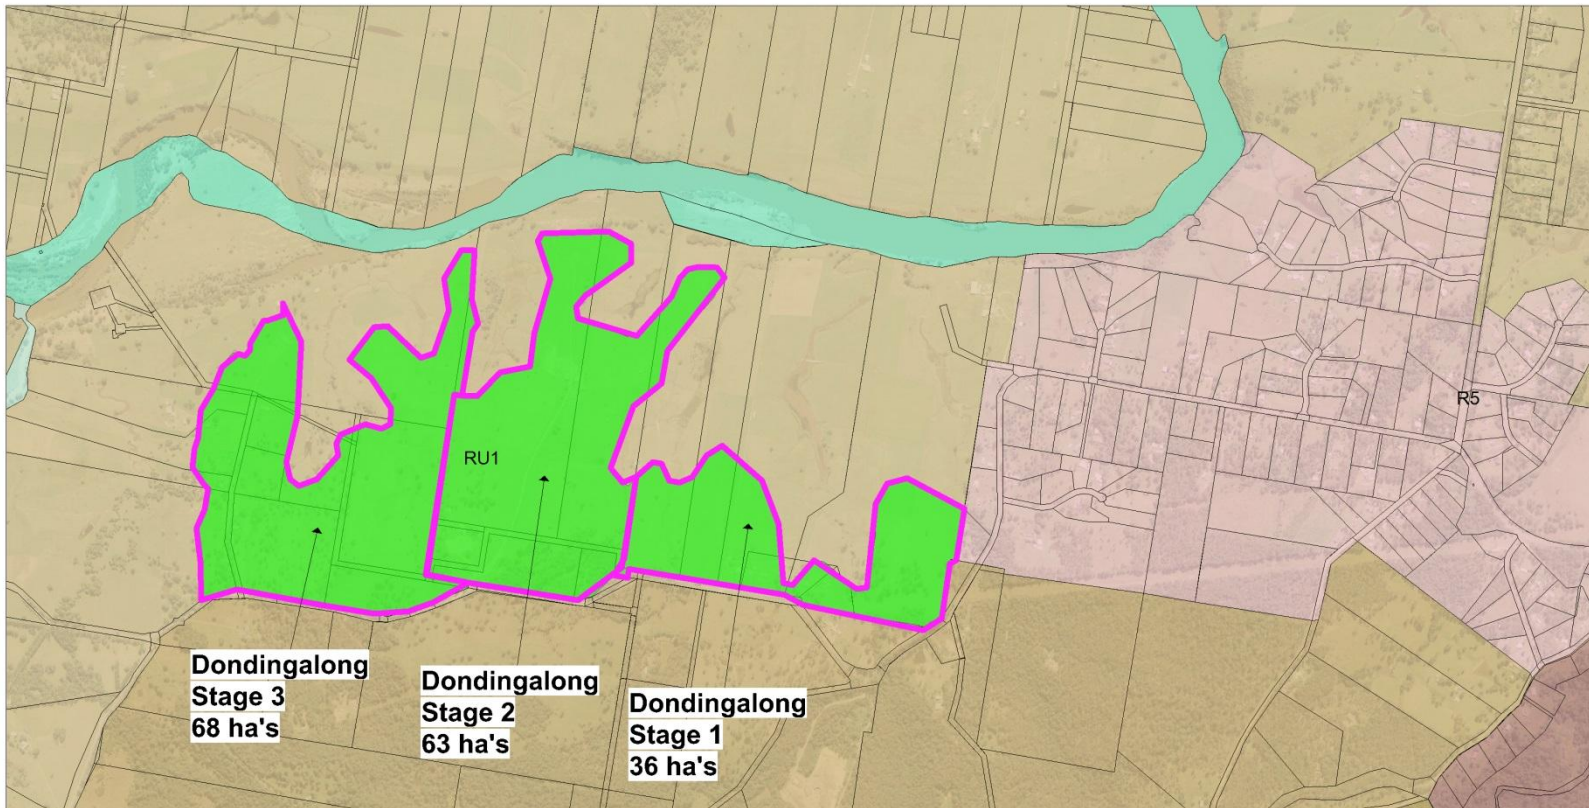 R5
RU1
Dondingalong
Stage 3
68 ha's
Dondingalong
Stage 2
63 ha's
Dondingalong
Stage 1
36 ha's